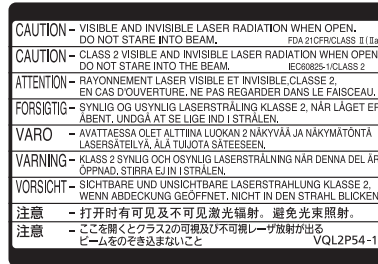 CAUTION - VISIBLE AND INVISIBLE LASER RADIATION WHEN OPEN.
DO NOT STARE INTO BEAM. FDA 21CFR/CLASS II (IIa
CAUTION - CLASS 2 VISIBLE AND INVISIBLE LASER RADIATION WHEN OPEN
DO NOT STARE INTO THE BEAM. IEC60825-1/CLASS 2
ATTENTION - RAYONNEMENT LASER VISIBLE ET INVISIBLE,CLASSE 2,
EN CAS D'OUVERTURE. NE PAS REGARDER DANS LE FAISCEAU.
FORSIGTIG - SYNLIG OG USYNLIG LASERSTRÅLING KLASSE 2, NÅR LÅGET ER
ÅBENT. UNDGÅ AT SE LIGE IND I STRÅLEN.
VARO - AVATTAESSA OLET ALTTIINA LUOKAN 2 NÄKYVÄÄ JA NÄKYMÄTÖNTÄ
LASERSÄTEILYÄ. ÄLÄ TUIJOTA SÄTEESEEN.
VARNING - KLASS 2 SYNLIG OCH OSYNLIG LASERSTRÅLNING NÄR DENNA DEL ÄR
ÖPPNAD. STIRRA EJ IN I STRÅLEN.
VORSICHT - SICHTBARE UND UNSICHTBARE LASERSTRAHLUNG KLASSE 2,
WENN ABDECKUNG GEÖFFNET. NICHT IN DEN STRAHL BLICKEN
注意 - 打开时有可见及不可见激光辐射。避免光束照射。
注意 - ここを開くとクラス2の可視及び不可視レーザ放射が出る
ビームをのぞき込まないこと VQL2P54-1